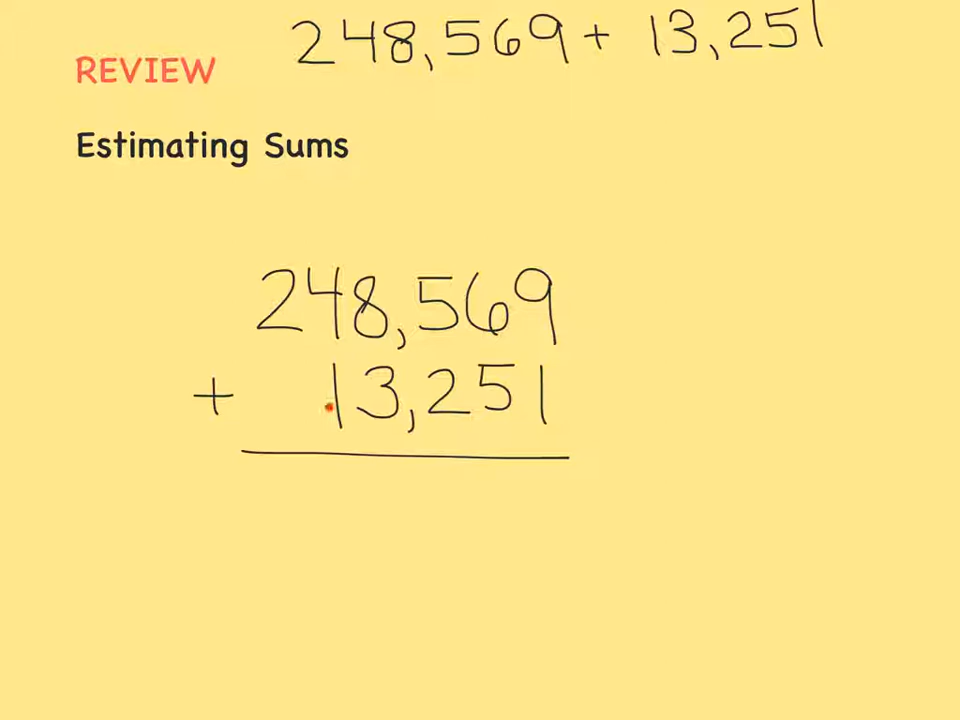 248,569 + 13,251
REVIEW
Estimating Sums
248,569
+ 13,251